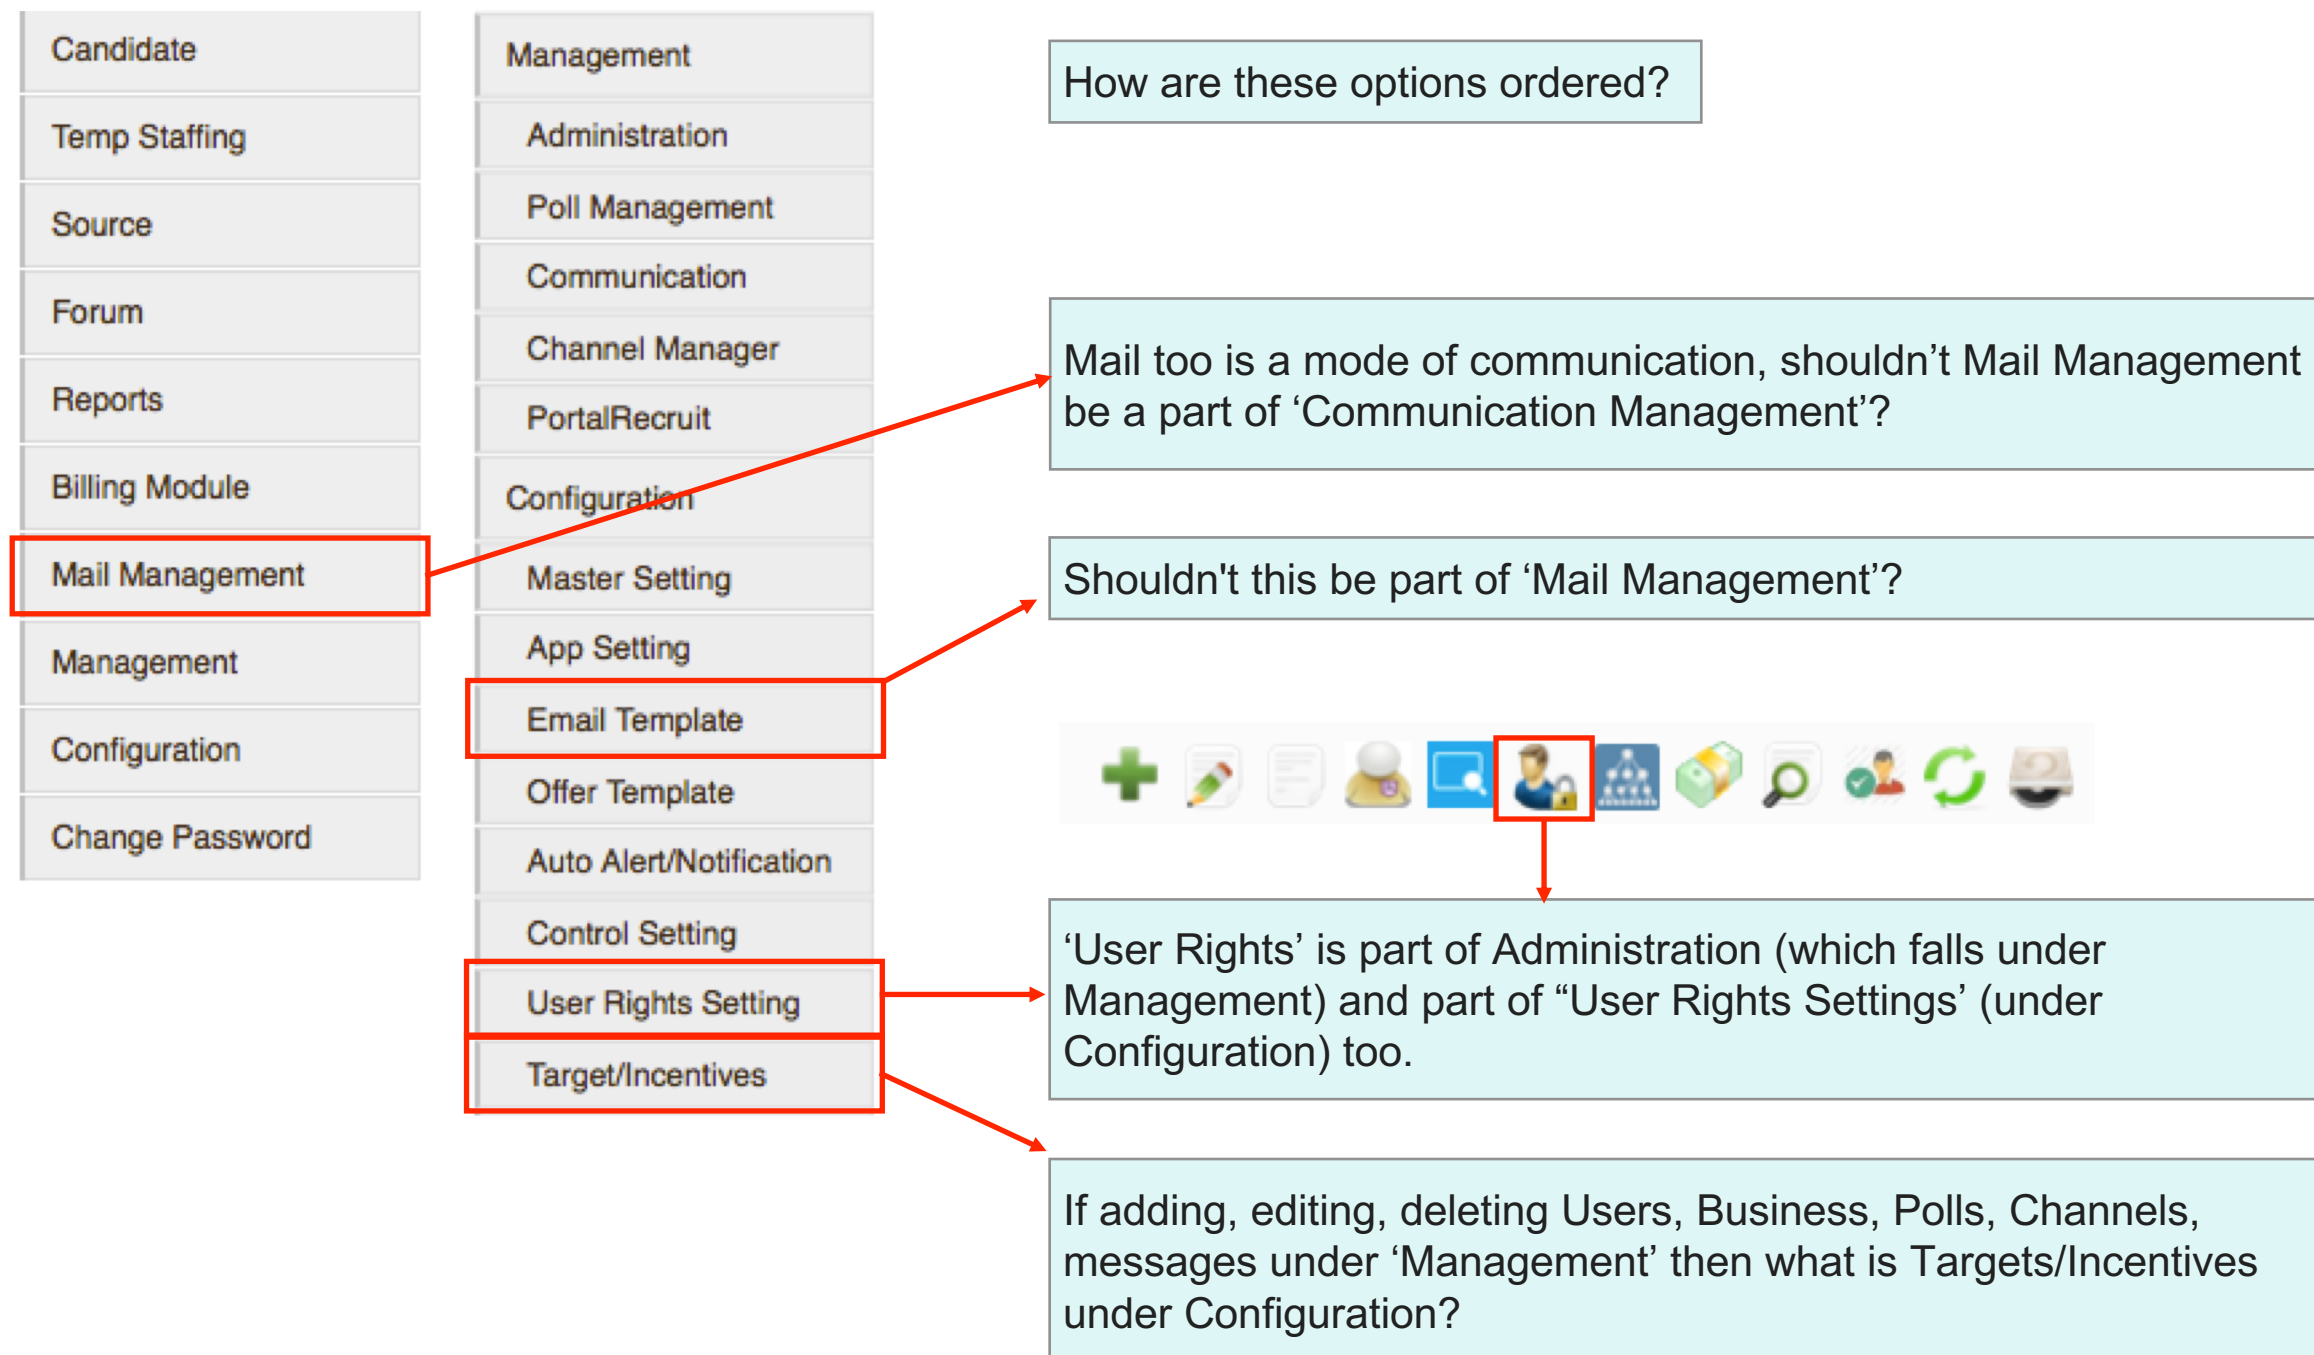 Candidate
Temp Staffing
Source
Forum
Reports
Billing Module
Mail Management
Management
Configuration
Change Password
Management
Administration
Poll Management
Communication
Channel Manager
PortalRecruit
Configuration
Master Setting
App Setting
Email Template
Offer Template
Auto Alert/Notification
Control Setting
User Rights Setting
Target/Incentives
How are these options ordered?
Mail too is a mode of communication, shouldn’t Mail Management
be a part of ‘Communication Management’?
Shouldn't this be part of ‘Mail Management’?
‘User Rights’ is part of Administration (which falls under
Management) and part of “User Rights Settings’ (under
Configuration) too.
If adding, editing, deleting Users, Business, Polls, Channels,
messages under ‘Management’ then what is Targets/Incentives
under Configuration?